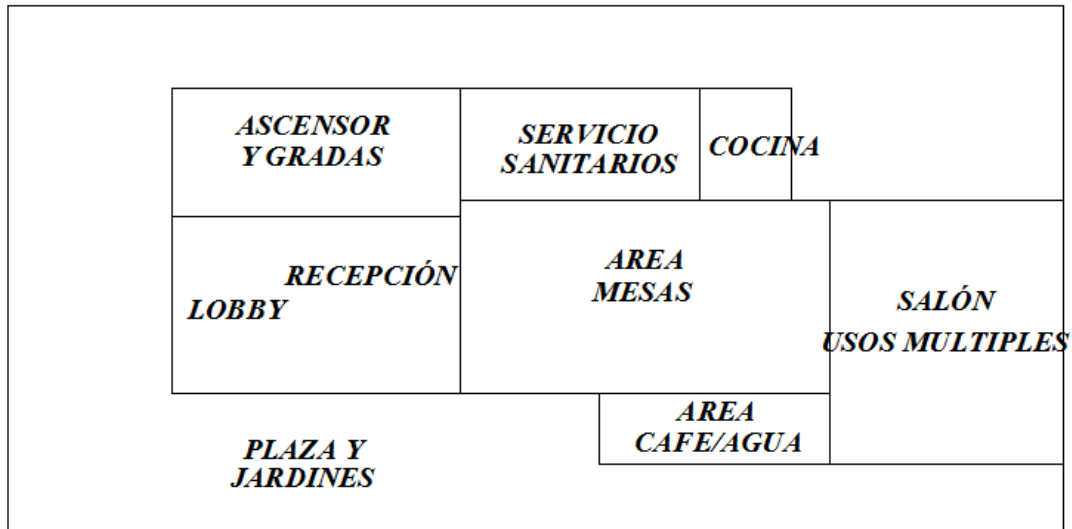 ASCENSOR
Y GRADAS
SERVICIO
SANITARIOS
COCINA
RECEPCIÓN
LOBBY
AREA
MESAS
SALÓN
USOS MULTIPLES
AREA
CAFE/AGUA
PLAZA Y
JARDINES